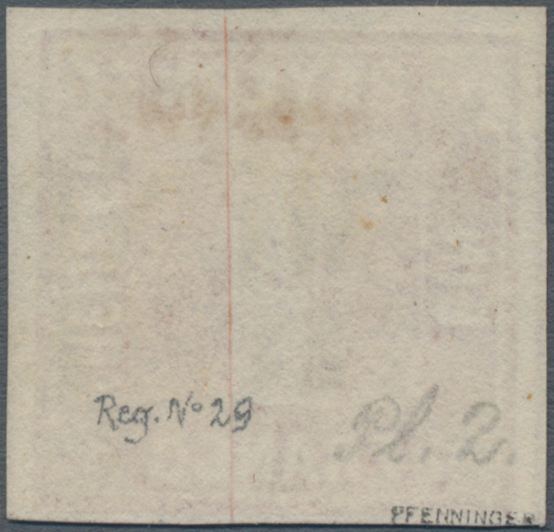 Reg. No 29
Pl. 2.
PFENNINGER